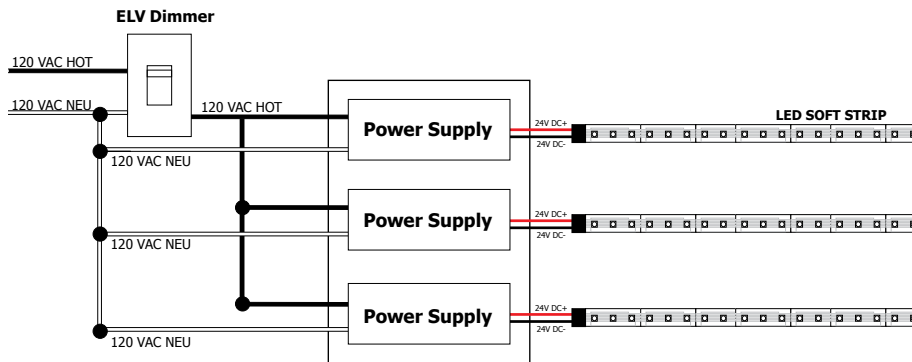 ELV Dimmer
120 VAC HOT
120 VAC NEU
120 VAC HOT
LED SOFT STRIP
Power Supply
24V DC+
24V DC-
120 VAC NEU
Power Supply
24V DC+
24V DC-
120 VAC NEU
Power Supply
24V DC+
24V DC-
120 VAC NEU